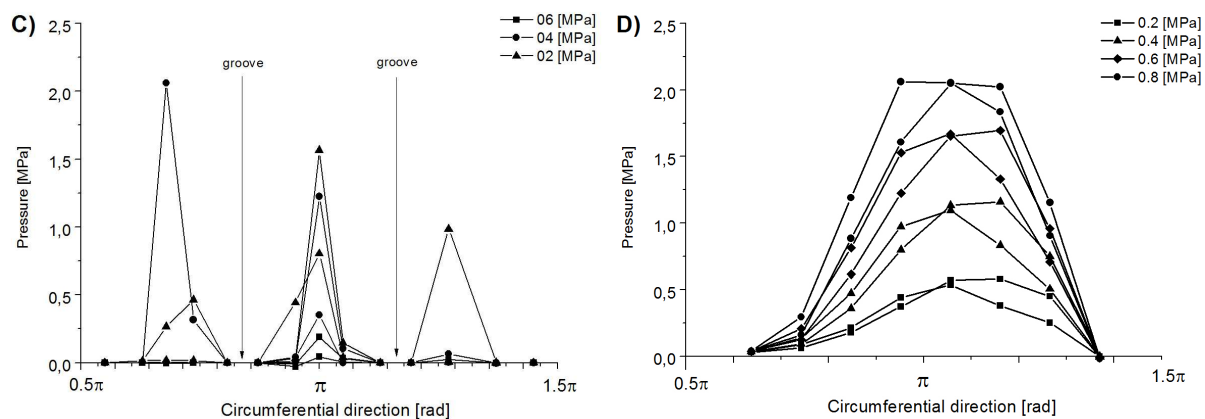 C)
2,5
2,0
1,5
1,0
0,5
0,0
Pressure [MPa]
groove
groove
06 [MPa]
04 [MPa]
02 [MPa]
0.5π
π
1.5π
Circumferential direction [rad]
D)
2,5
2,0
1,5
1,0
0,5
0,0
Pressure [MPa]
0.2 [MPa]
0.4 [MPa]
0.6 [MPa]
0.8 [MPa]
0.5π
π
1.5π
Circumferential direction [rad]